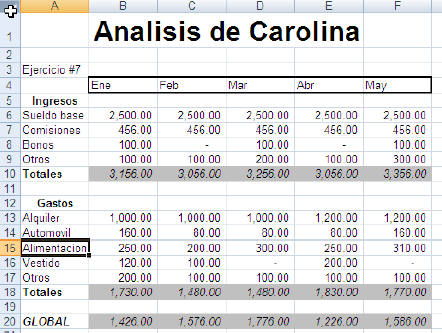 A B C D E F
1 Analisis de Carolina
2
3 Ejercicio #7
4 Ene Feb Mar Abr May
5 Ingresos
6 Sueldo base 2,500.00 2,500.00 2,500.00 2,500.00 2,500.00
7 Comisiones 456.00 456.00 456.00 456.00 456.00
8 Bonos 100.00 - 100.00 - 100.00
9 Otros 100.00 100.00 200.00 100.00 300.00
10 Totales 3,156.00 3,056.00 3,256.00 3,056.00 3,356.00
11
12 Gastos
13 Alquiler 1,000.00 1,000.00 1,000.00 1,200.00 1,200.00
14 Automovil 160.00 80.00 80.00 80.00 160.00
15 Alimentacion 250.00 200.00 300.00 250.00 310.00
16 Vestido 120.00 100.00 - 200.00 -
17 Otros 200.00 100.00 100.00 100.00 100.00
18 Totales 1,730.00 1,480.00 1,480.00 1,830.00 1,770.00
19
20 GLOBAL 1,426.00 1,576.00 1,776.00 1,226.00 1,586.00